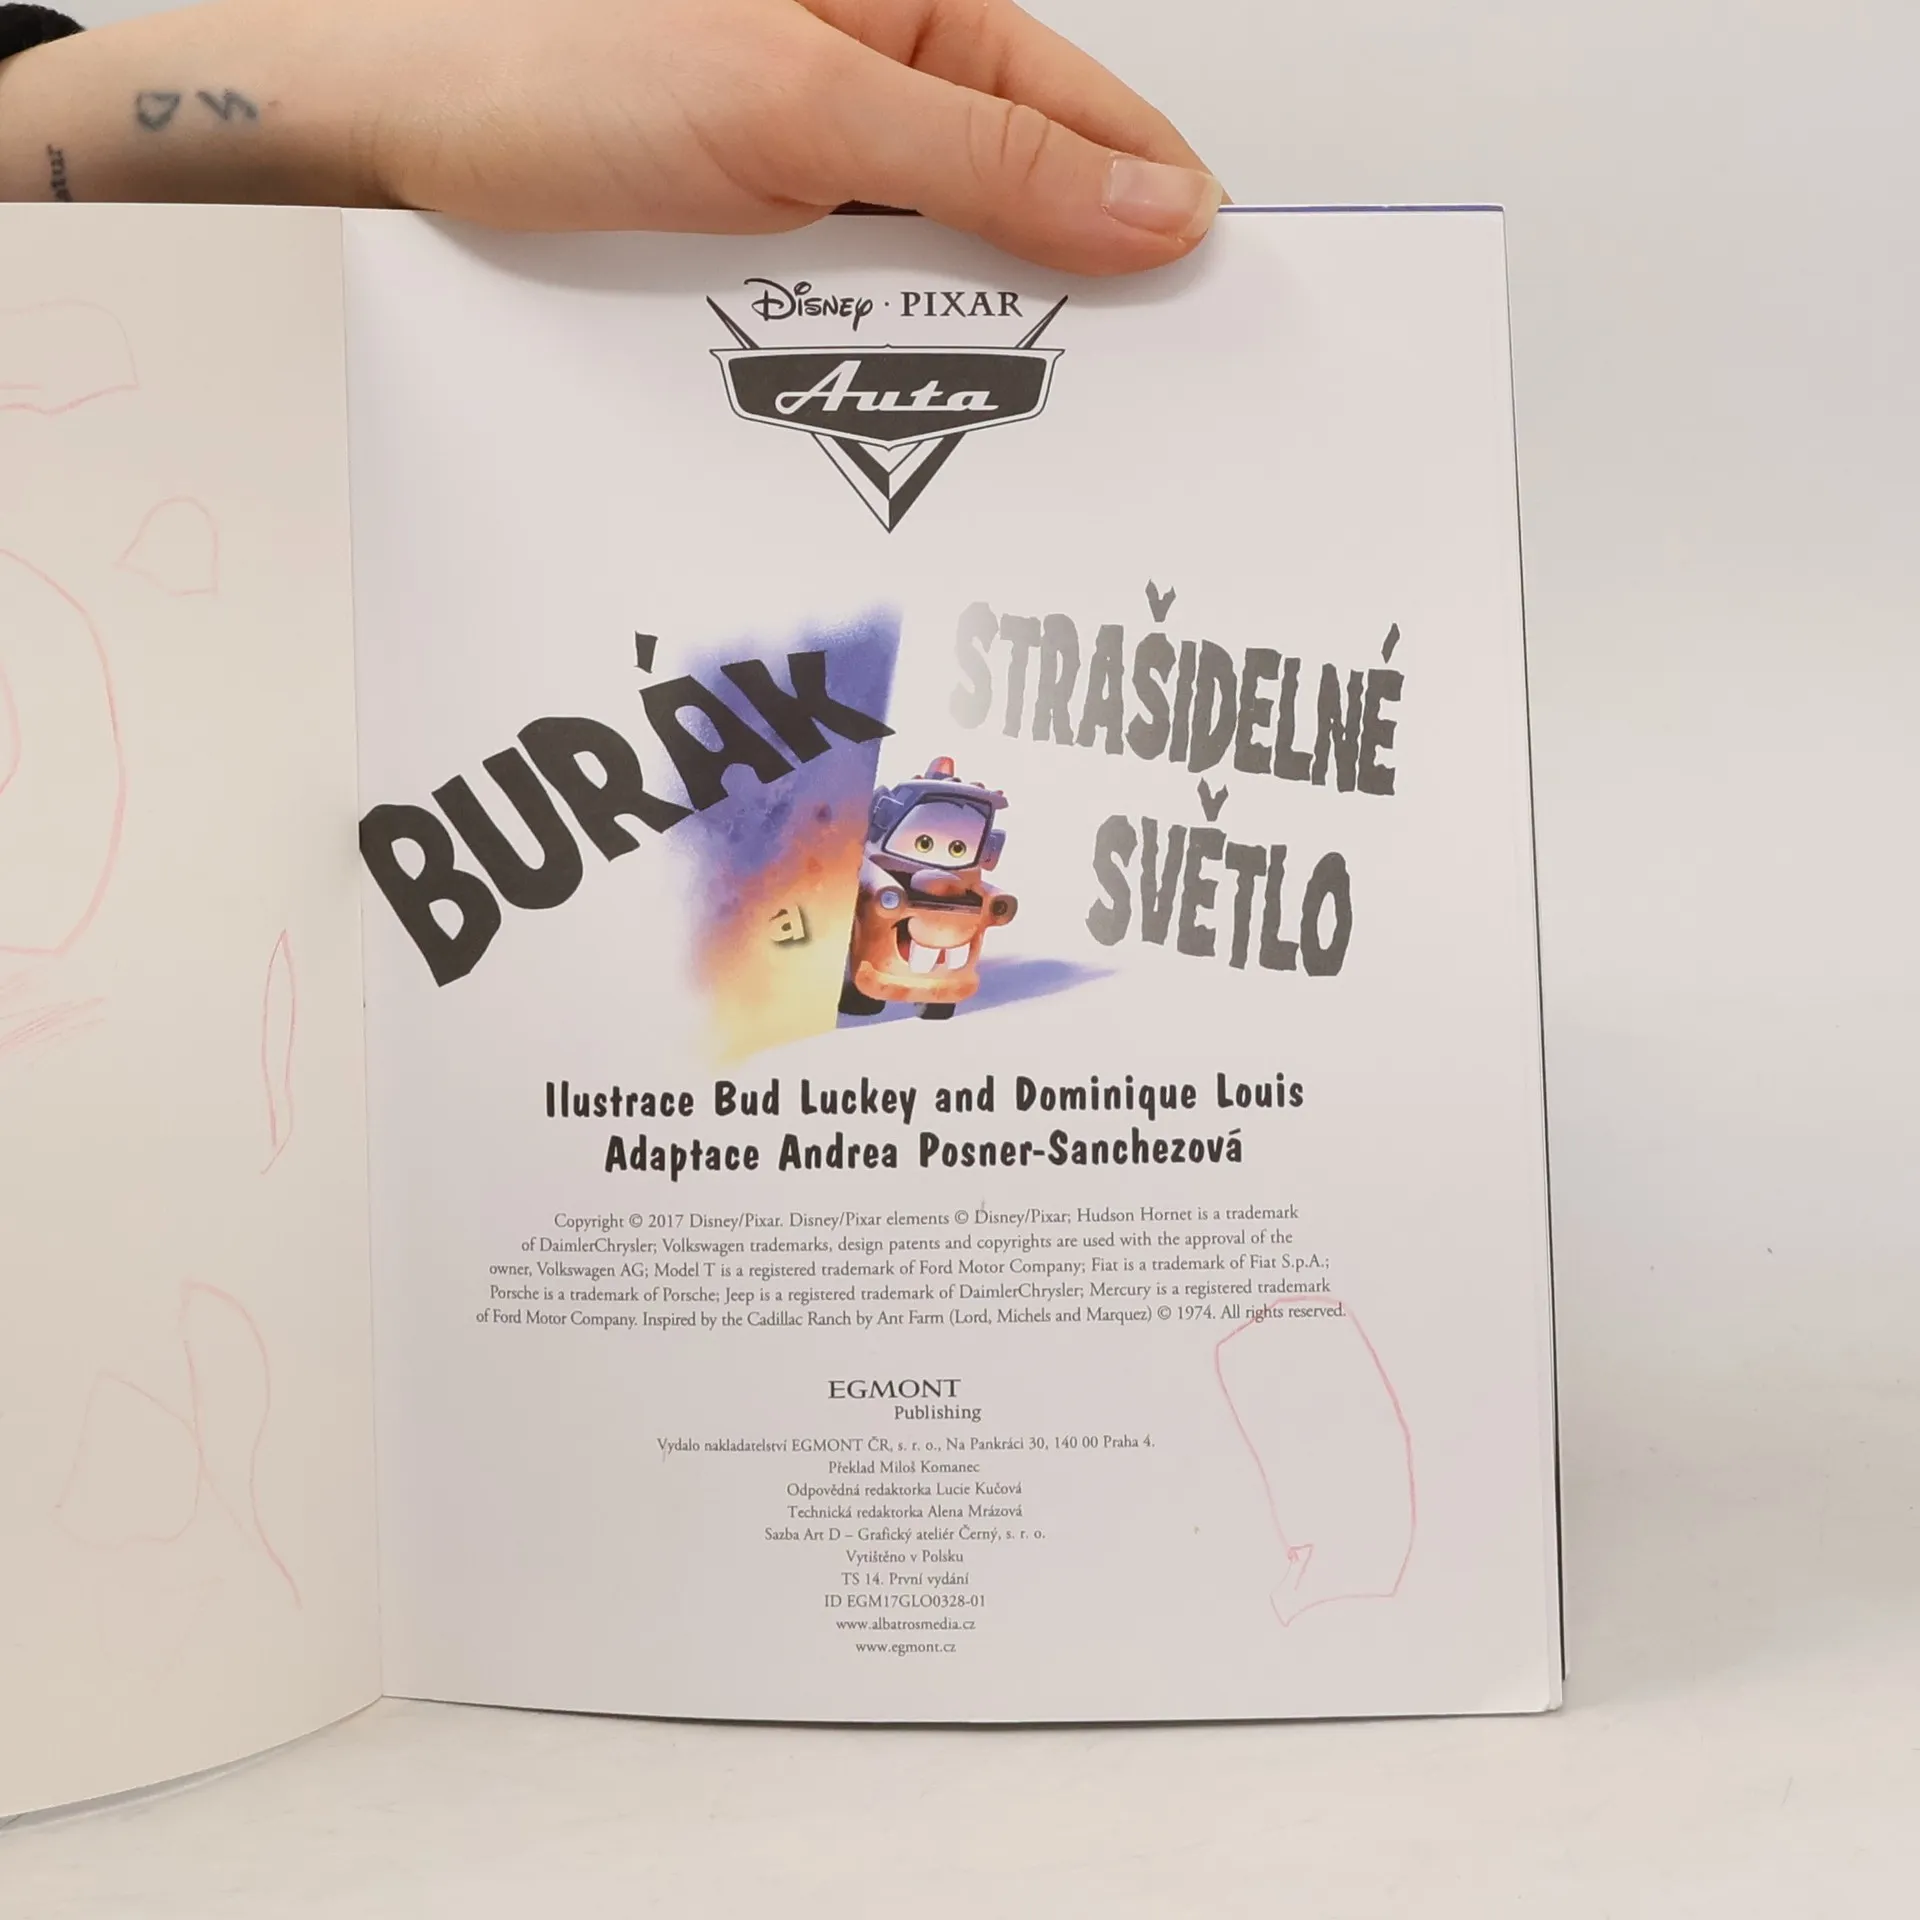 Disney · PIXAR
Auta
BURÁK
a
STRAŠIDELNÉ
SVĚTLO
Ilustrace Bud Luckey and Dominique Louis
Adaptace Andrea Posner-Sanchezová
Copyright © 2017 Disney/Pixar. Disney/Pixar elements © Disney/Pixar; Hudson Hornet is a trademark
of DaimlerChrysler; Volkswagen trademarks, design patents and copyrights are used with the approval of the
owner, Volkswagen AG; Model T is a registered trademark of Ford Motor Company; Fiat is a trademark of Fiat S.p.A.;
Porsche is a trademark of Porsche; Jeep is a registered trademark of DaimlerChrysler; Mercury is a registered trademark
of Ford Motor Company. Inspired by the Cadillac Ranch by Ant Farm (Lord, Michels and Marquez) © 1974. All rights reserved.
EGMONT
Publishing
Vydalo nakladatelství EGMONT ČR, s. r. o., Na Pankráci 30, 140 00 Praha 4.
Překlad Miloš Komanec
Odpovědná redaktorka Lucie Kučová
Technická redaktorka Alena Mrázová
Sazba Art D – Grafický ateliér Černý, s. r. o.
Vytištěno v Polsku
TS 14. První vydání
ID EGM17GLO0328-01
www.albatrosmedia.cz
www.egmont.cz